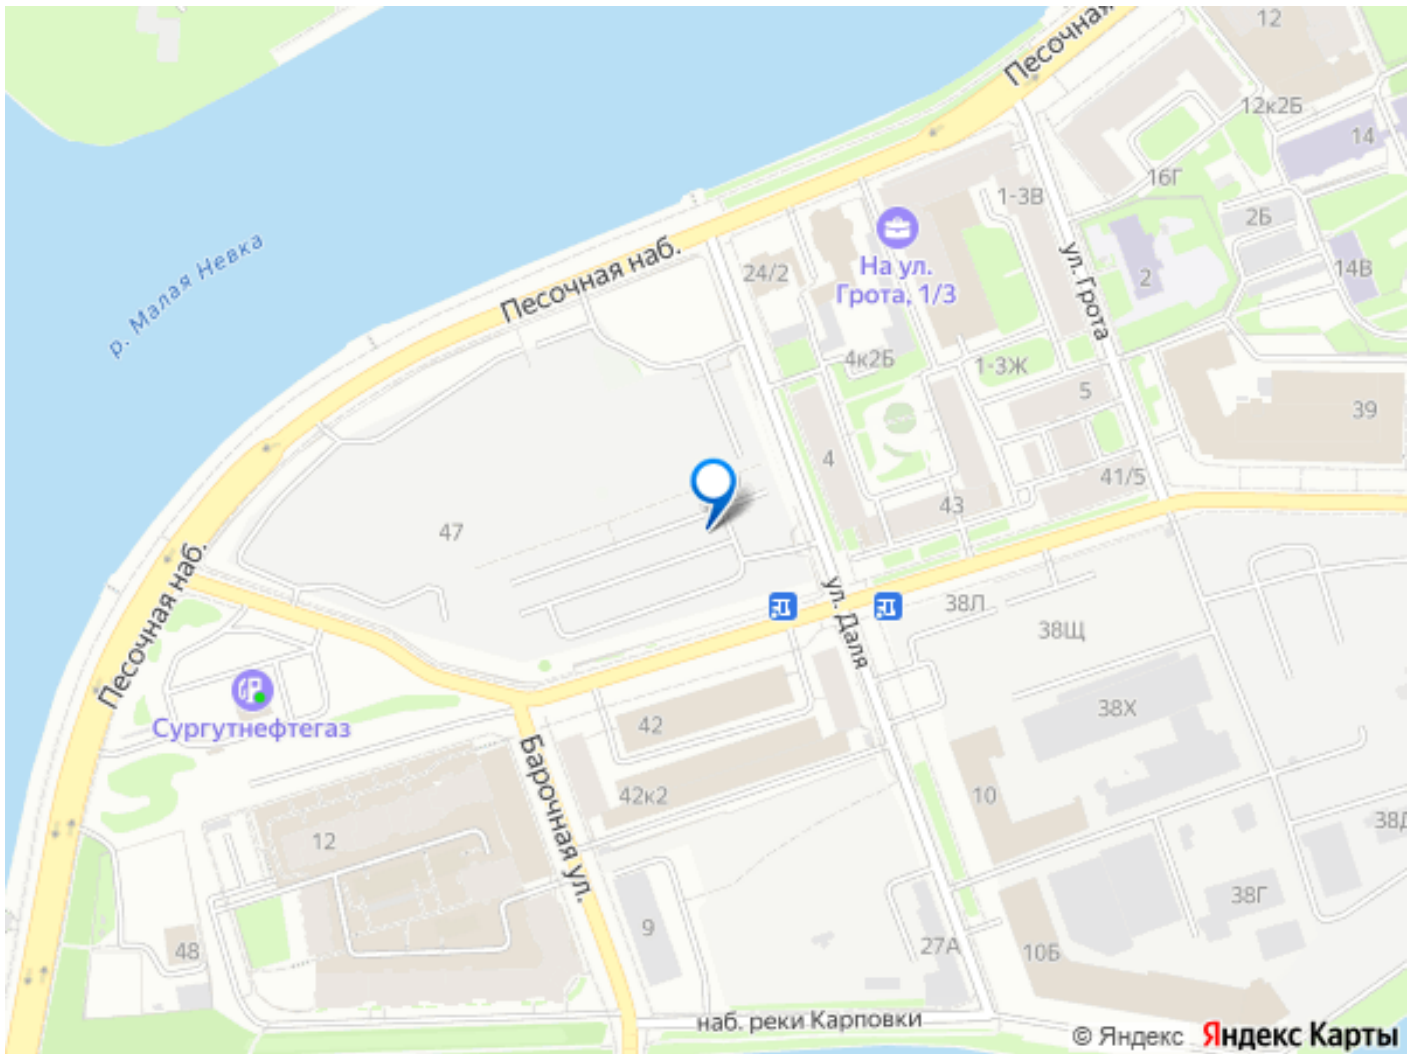 Песочная
12
12к2Б
14
16Г
1-3В
2Б
14В
р. Малая Невка
Песочная наб.
24/2
На ул.
Грота, 1/3
ул. Грота
2
4к2Б
1-3Ж
5
39
4
41/5
43
47
Песочная наб.
ул. Даля
38Л
38Щ
Сургутнефтегаз
42
38Х
Барочная ул.
42к2
10
12
38Г
9
48
27А
10Б
наб. реки Карповки
© Яндекс Яндекс Карты